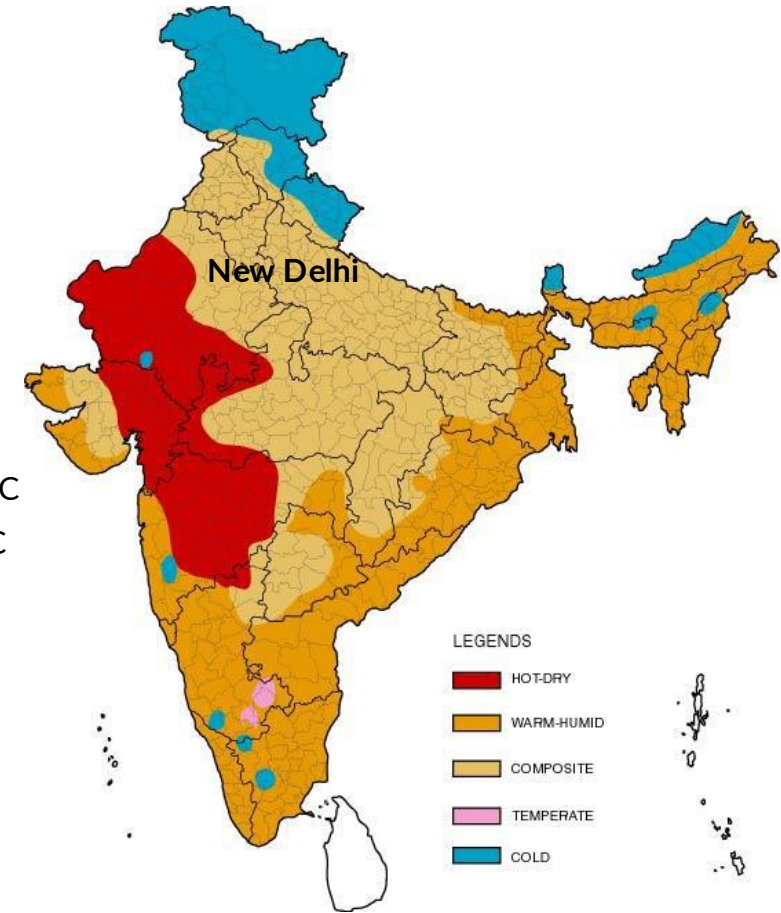 New Delhi
C
C
LEGENDS
HOT-DRY
WARM-HUMID
COMPOSITE
TEMPERATE
COLD